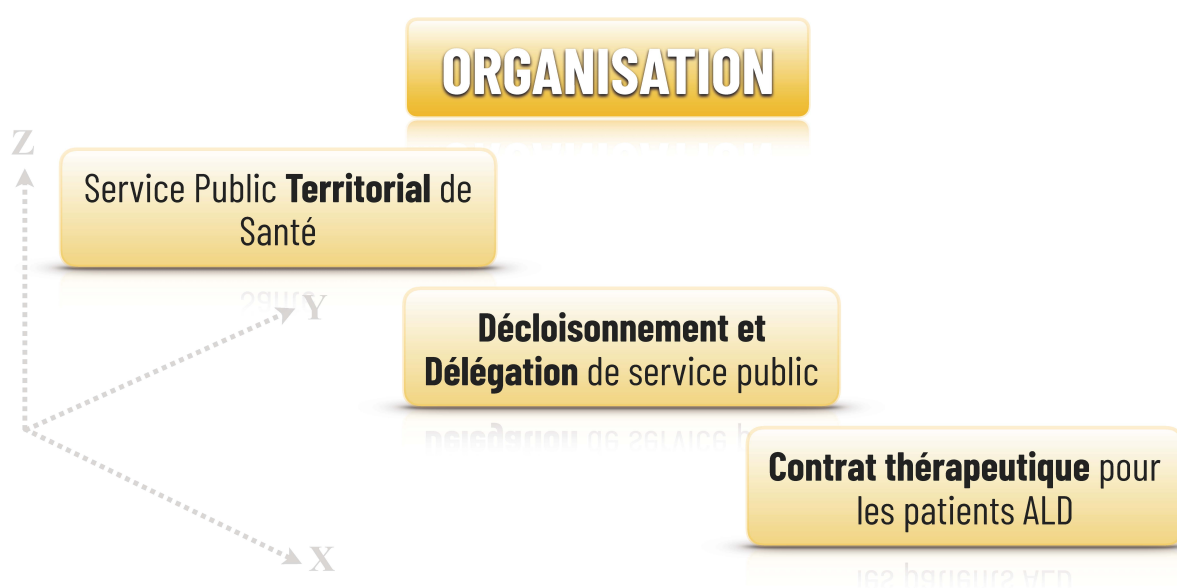 ORGANISATION
Z
Service Public Territorial de
Santé
Y
Décloisonnement et
Délégation de service public
Contrat thérapeutique pour
les patients ALD
X